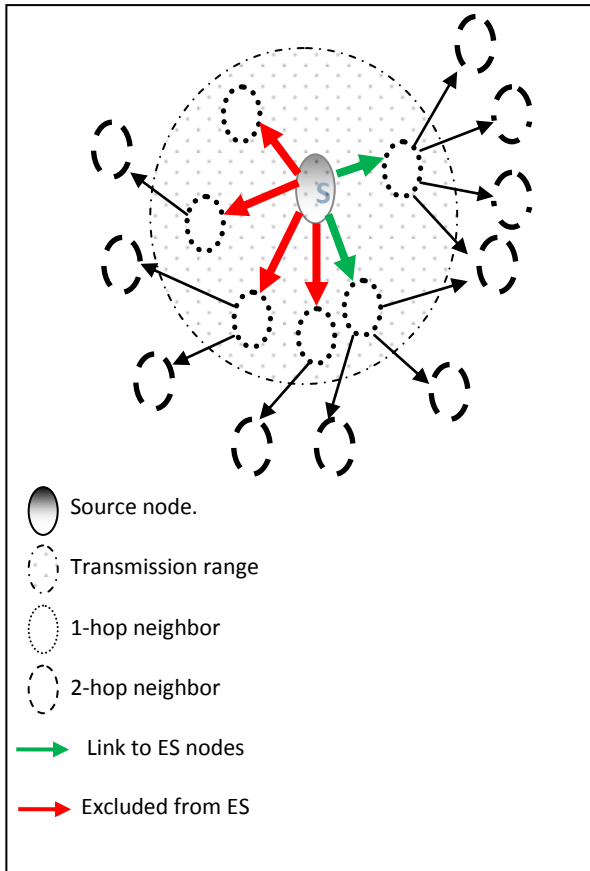 S
Source node.
Transmission range
1-hop neighbor
2-hop neighbor
Link to ES nodes
Excluded from ES